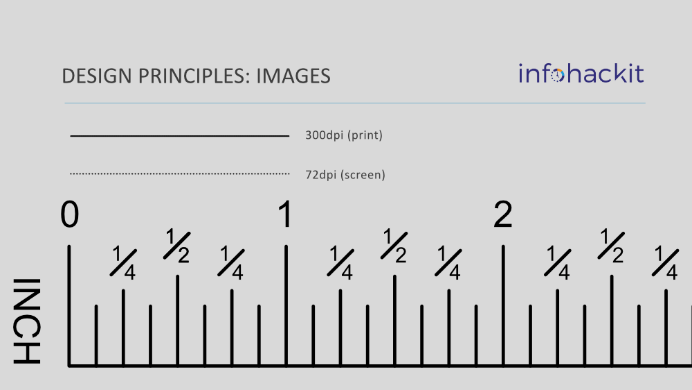 DESIGN PRINCIPLES: IMAGES
infohackit
300dpi (print)
72dpi (screen)
0 1 2
1/4 1/2 1/4 1/4 1/2 1/4 1/4 1/2 1/4
INCH